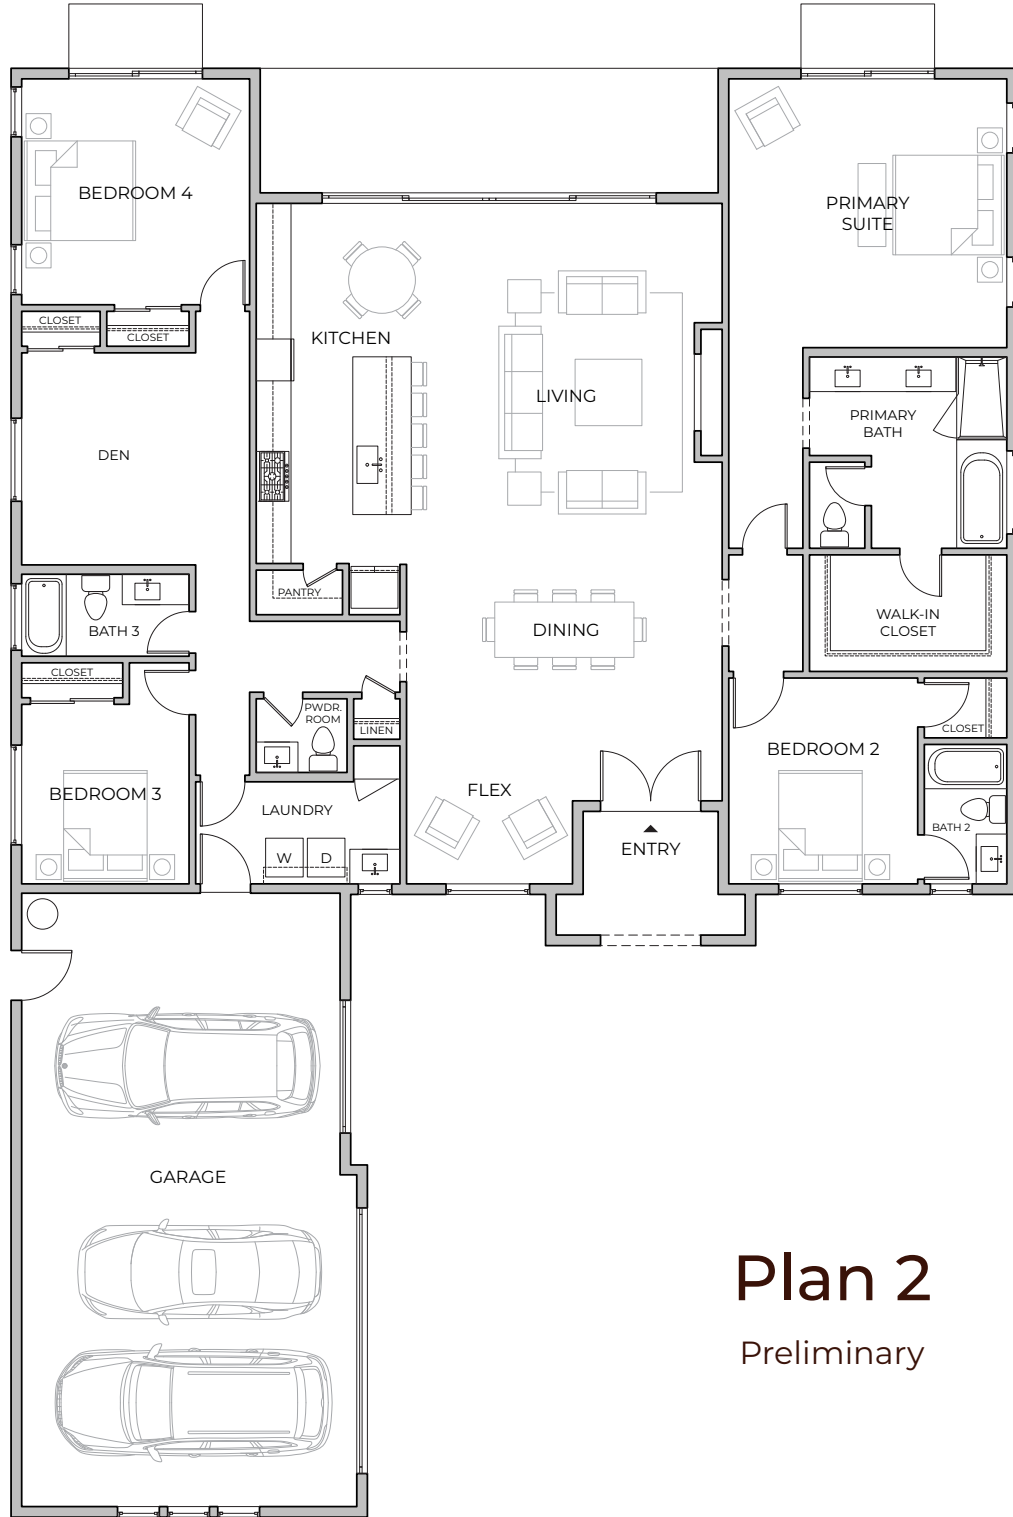 BEDROOM 4
PRIMARY
SUITE
CLOSET
CLOSET
KITCHEN
LIVING
PRIMARY
BATH
DEN
PANTRY
BATH 3
DINING
WALK-IN
CLOSET
CLOSET
PWDR.
ROOM
LINEN
CLOSET
BEDROOM 2
BEDROOM 3
FLEX
LAUNDRY
ENTRY
BATH 2
W
D
GARAGE
Plan 2
Preliminary